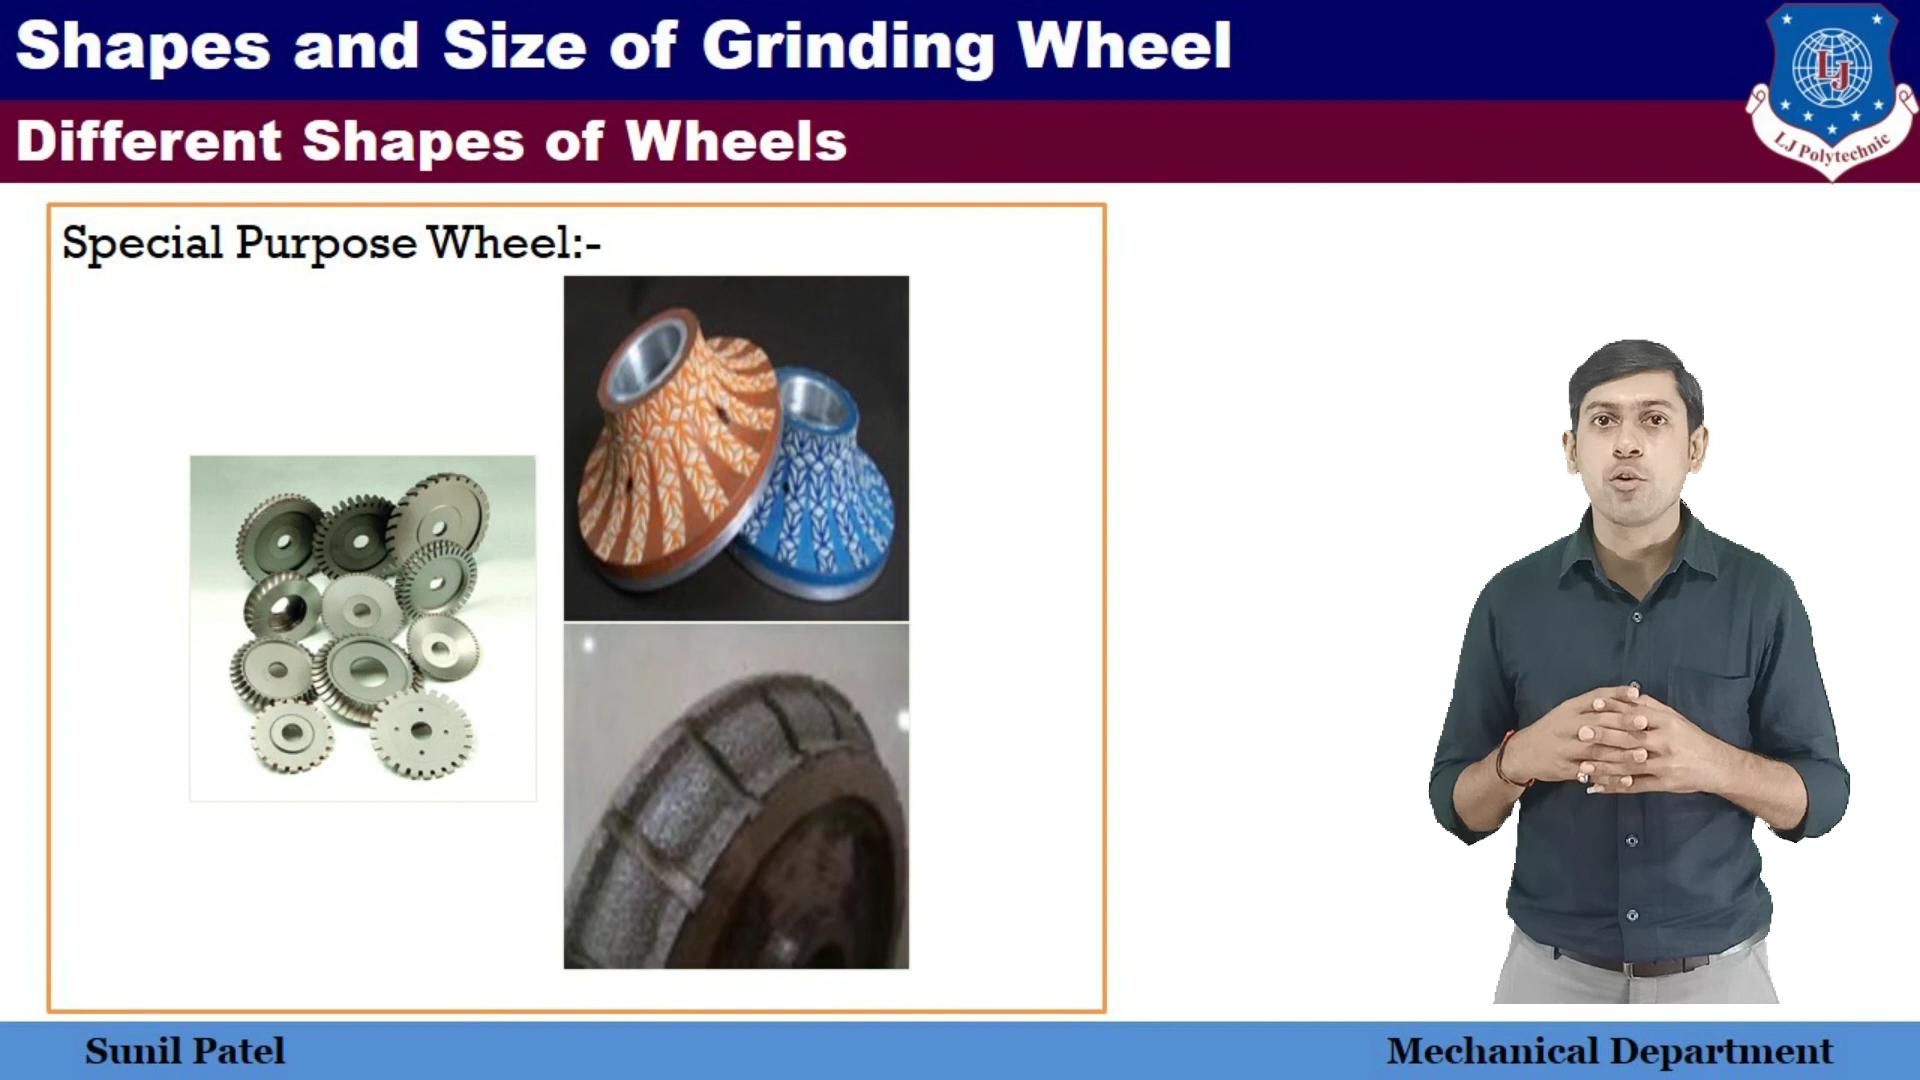 Shapes and Size of Grinding Wheel
Different Shapes of Wheels
LJ
LJ Polytechnic
Special Purpose Wheel:-
Sunil Patel
Mechanical Department